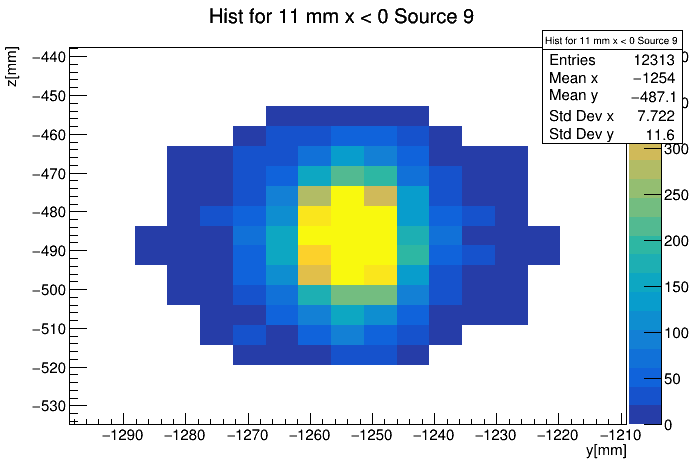 Hist for 11 mm x < 0 Source 9
z[mm]
Hist for 11 mm x < 0 Source 9
Entries 12313
Mean x −1254
Mean y −487.1
Std Dev x 7.722
Std Dev y 11.6
−440
−450
−460
−470
−480
−490
−500
−510
−520
−530
300
250
200
150
100
50
0
−1290 −1280 −1270 −1260 −1250 −1240 −1230 −1220 −1210
y[mm]